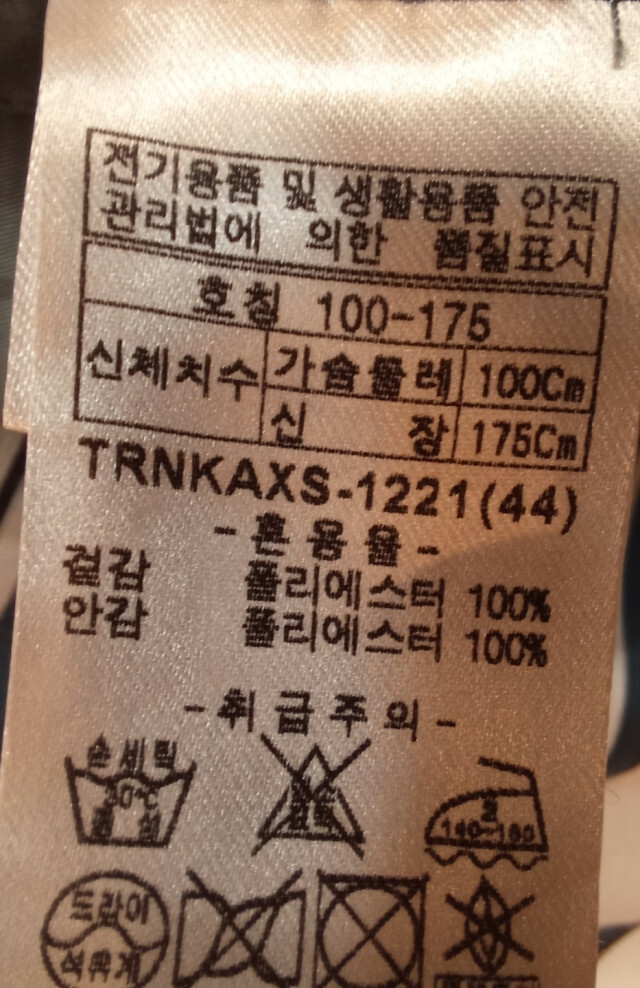 전기용품 및 생활용품 안전
관리법에 의한 품질표시
호칭 100-175
신체치수 가슴둘레 100Cm
신장 175Cm
TRNKAXS-1221(44)
-혼용율-
겉감 폴리에스터 100%
안감 폴리에스터 100%
-취급주의-
손세탁
중성
140~160
드라이
석유계